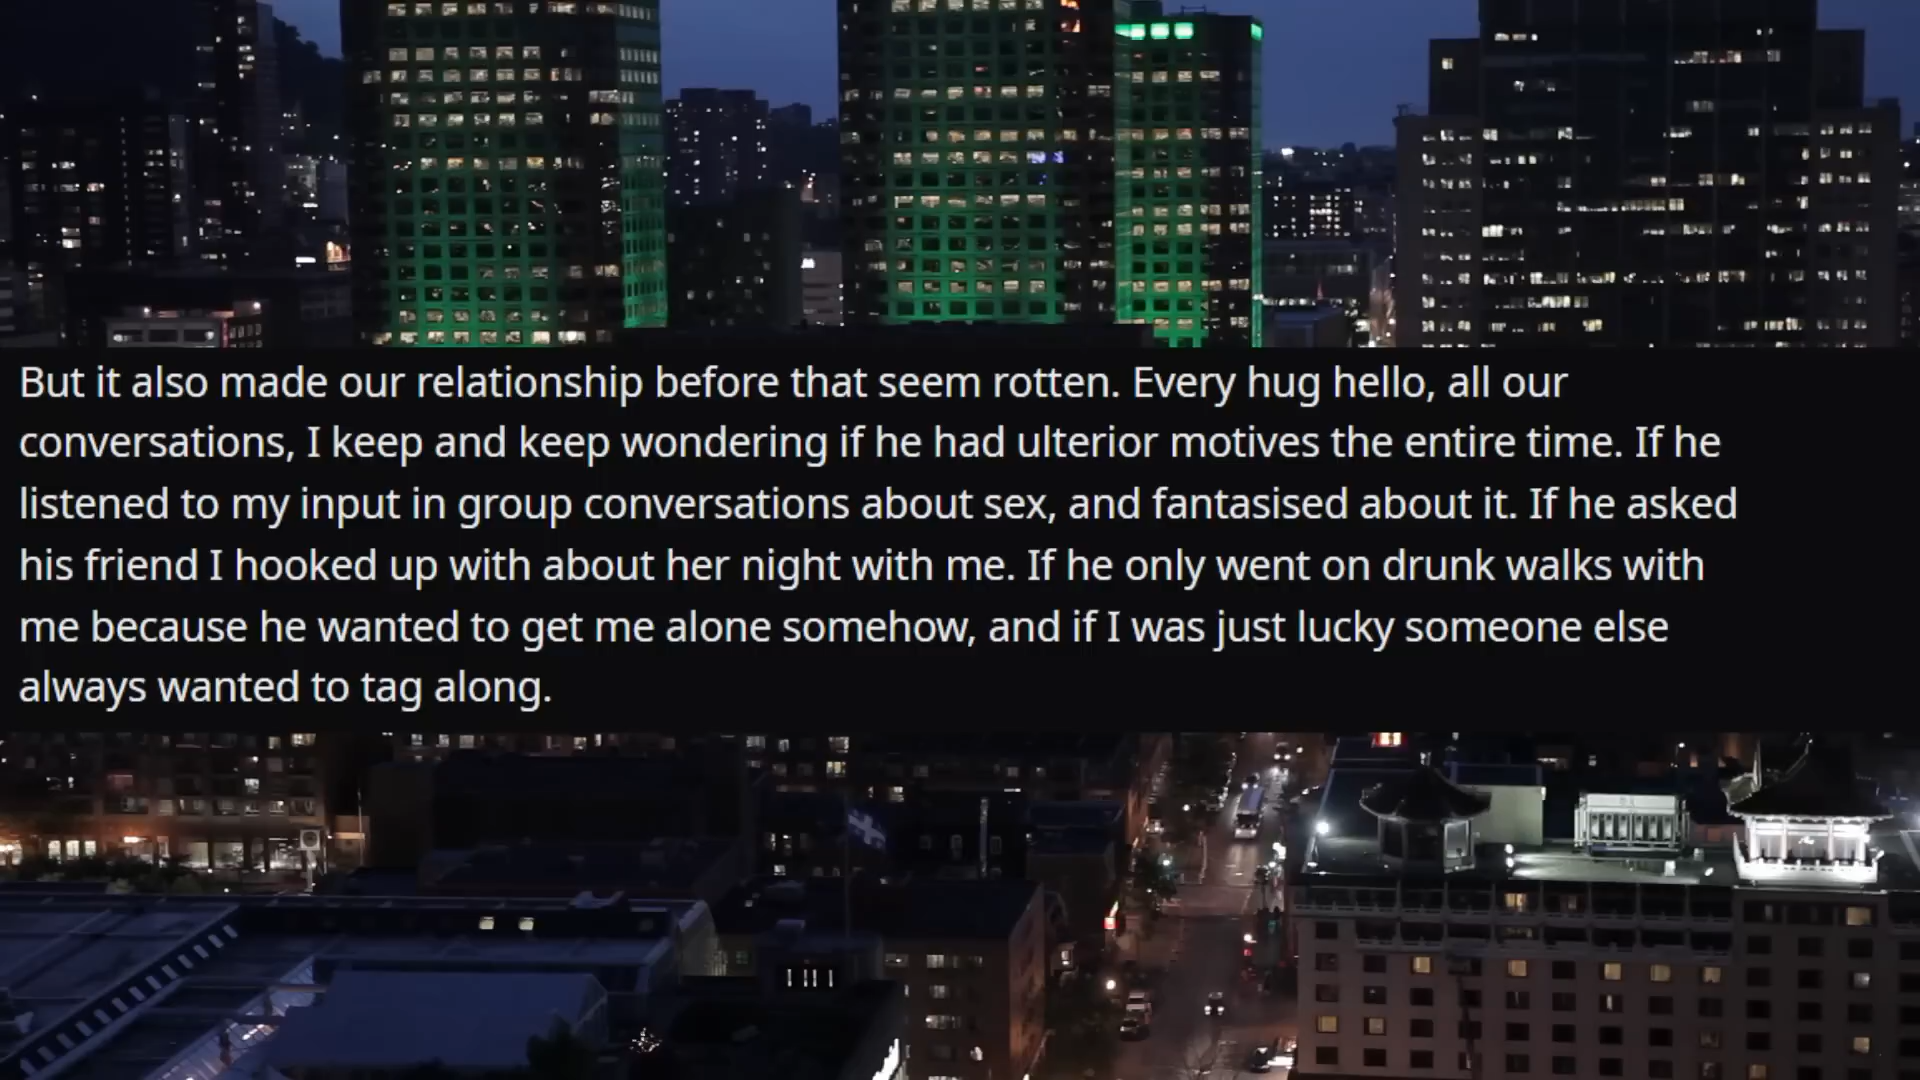 But it also made our relationship before that seem rotten. Every hug hello, all our
conversations, I keep and keep wondering if he had ulterior motives the entire time. If he
listened to my input in group conversations about sex, and fantasised about it. If he asked
his friend I hooked up with about her night with me. If he only went on drunk walks with
me because he wanted to get me alone somehow, and if I was just lucky someone else
always wanted to tag along.